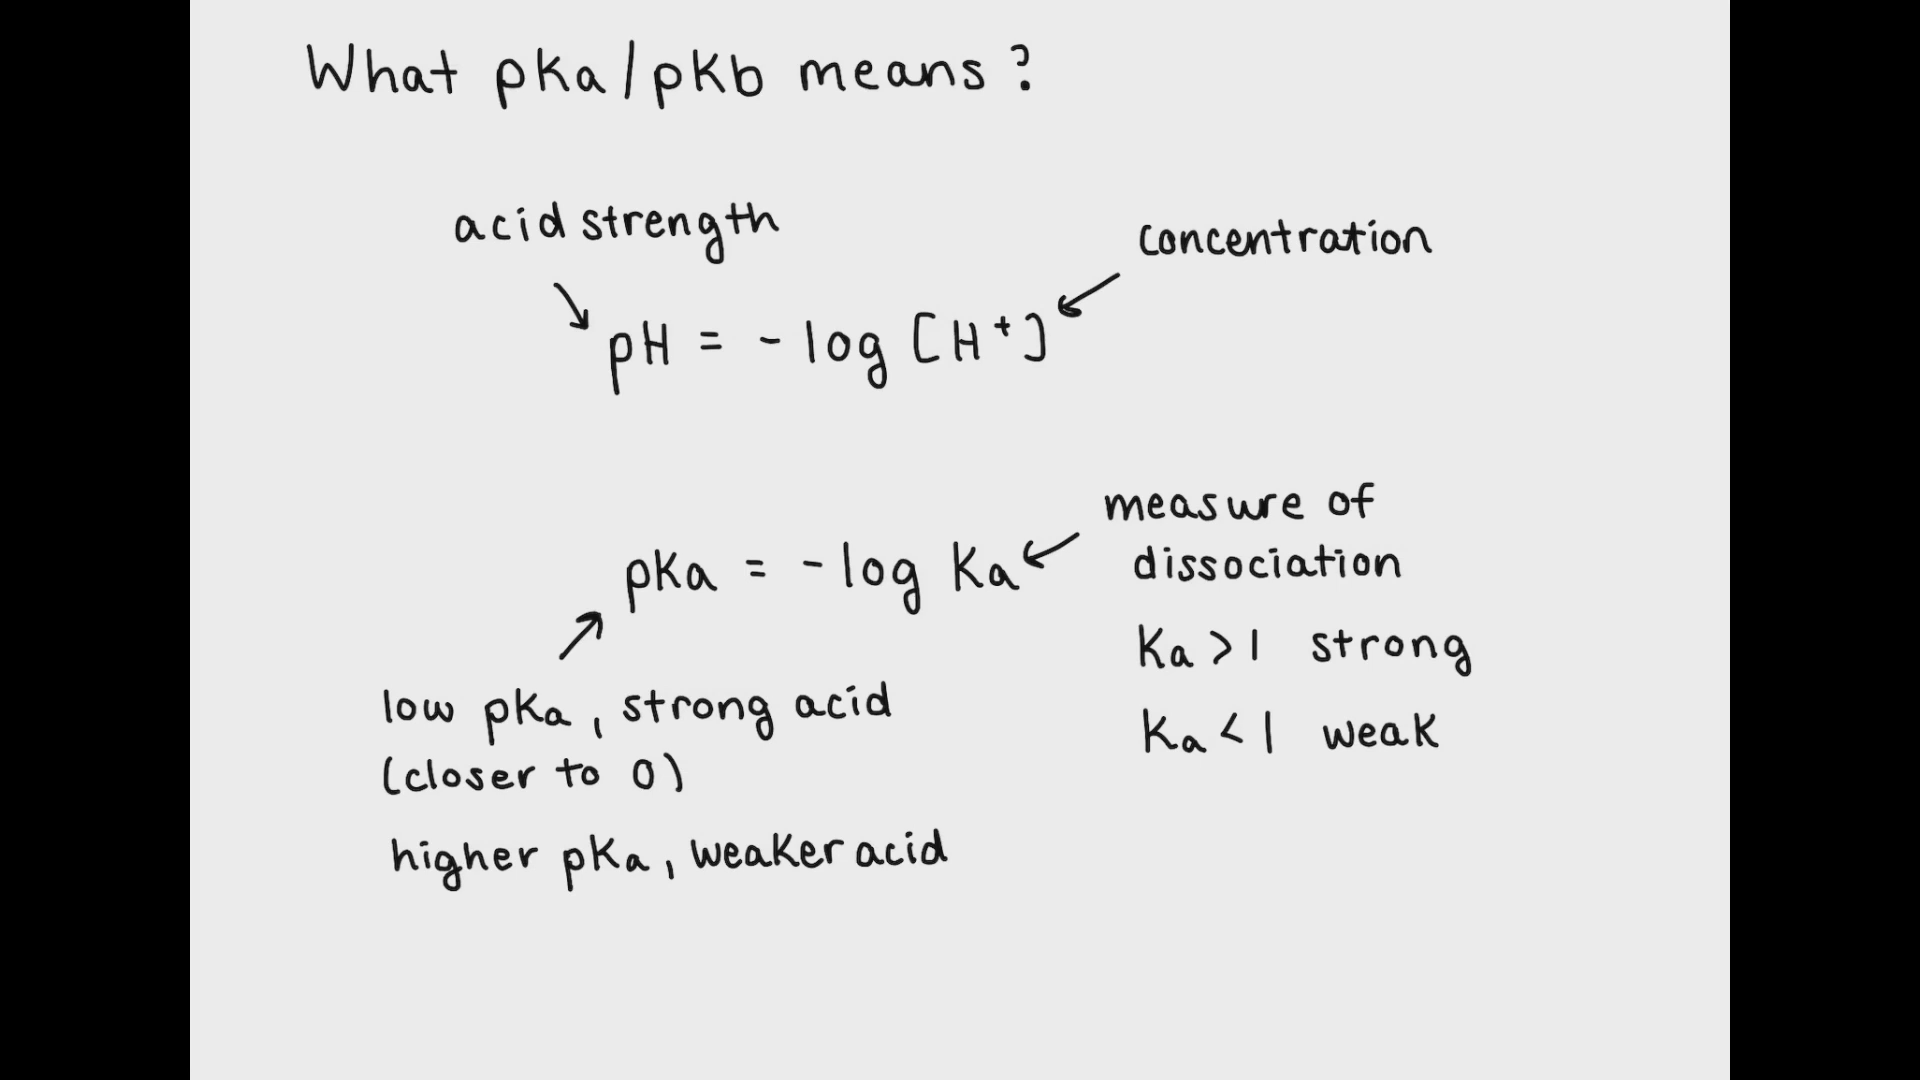 What pka/pkb means?
acid strength
concentration
pH = - log [H⁺]
measure of
dissociation
pka = - log Ka
Ka > 1 strong
Ka < 1 weak
low pka, strong acid
(closer to 0)
higher pka, weaker acid